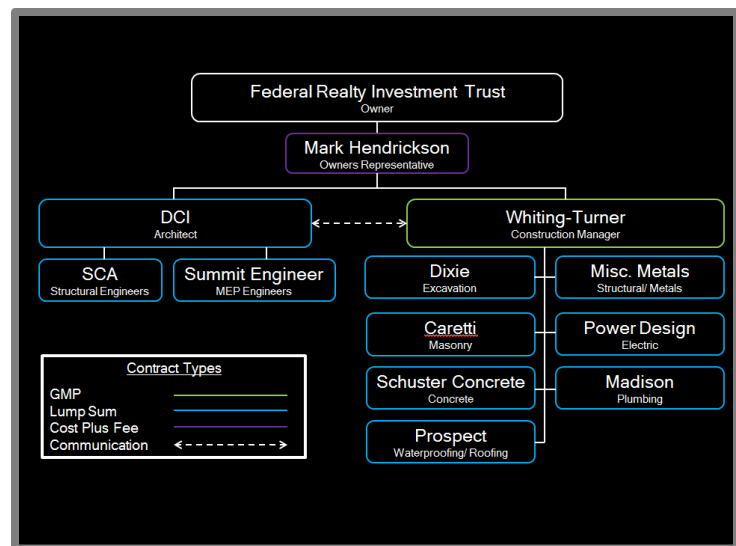 Federal Realty Investment Trust
Owner
Mark Hendrickson
Owners Representative
DCI
Architect
Whiting-Turner
Construction Manager
SCA
Structural Engineers
Summit Engineer
MEP Engineers
Dixie
Excavation
Misc. Metals
Structural/ Metals
Caretti
Masonry
Power Design
Electric
Schuster Concrete
Concrete
Madison
Plumbing
Prospect
Waterproofing/ Roofing
Contract Types
GMP
Lump Sum
Cost Plus Fee
Communication